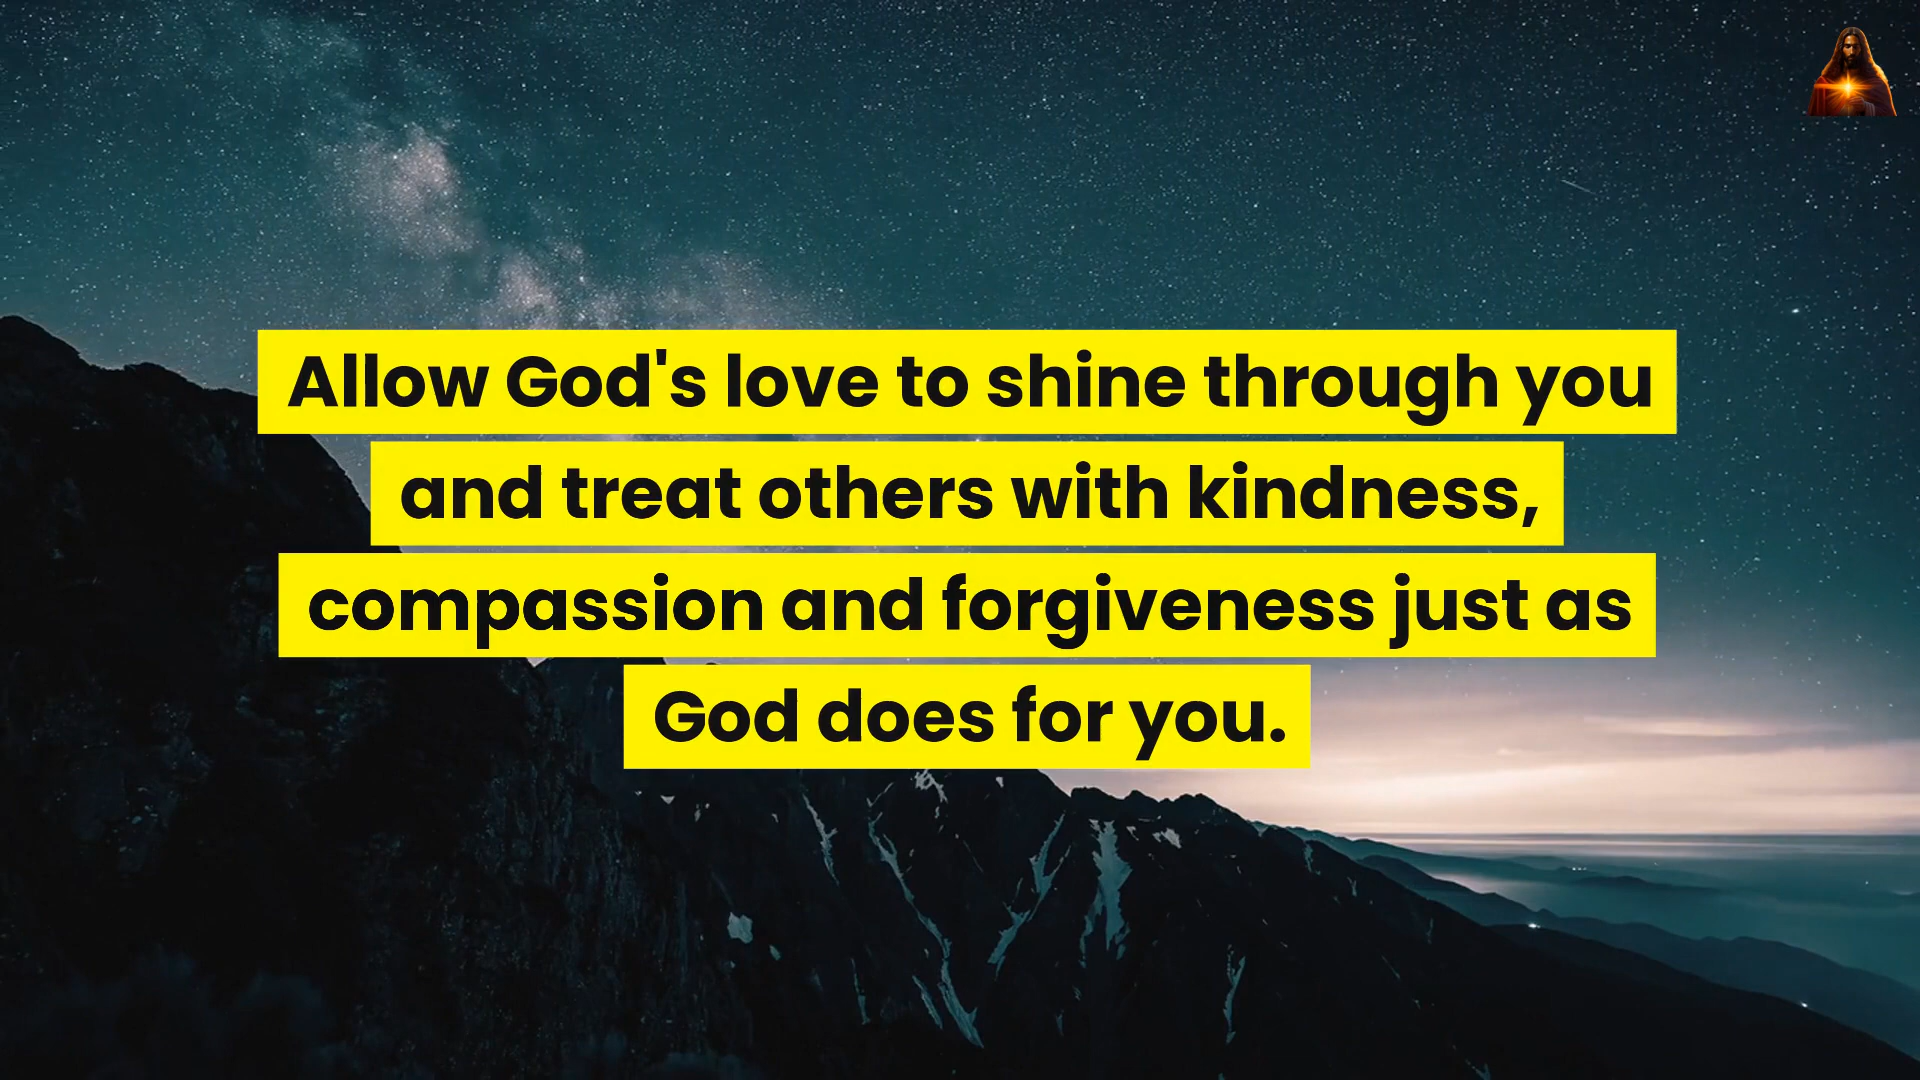 Allow God's love to shine through you
and treat others with kindness,
compassion and forgiveness just as
God does for you.